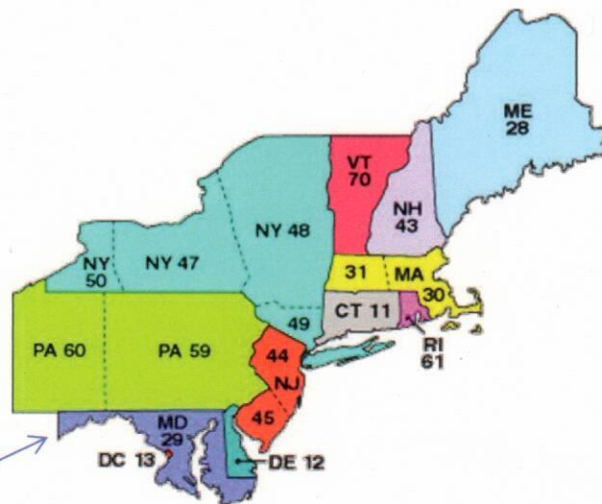 ME
28
VT
70
NH
43
NY 48
NY
50
NY 47
31
MA
30
CT 11
RI
61
49
PA 60
PA 59
44
NJ
45
MD
29
DC 13
DE 12